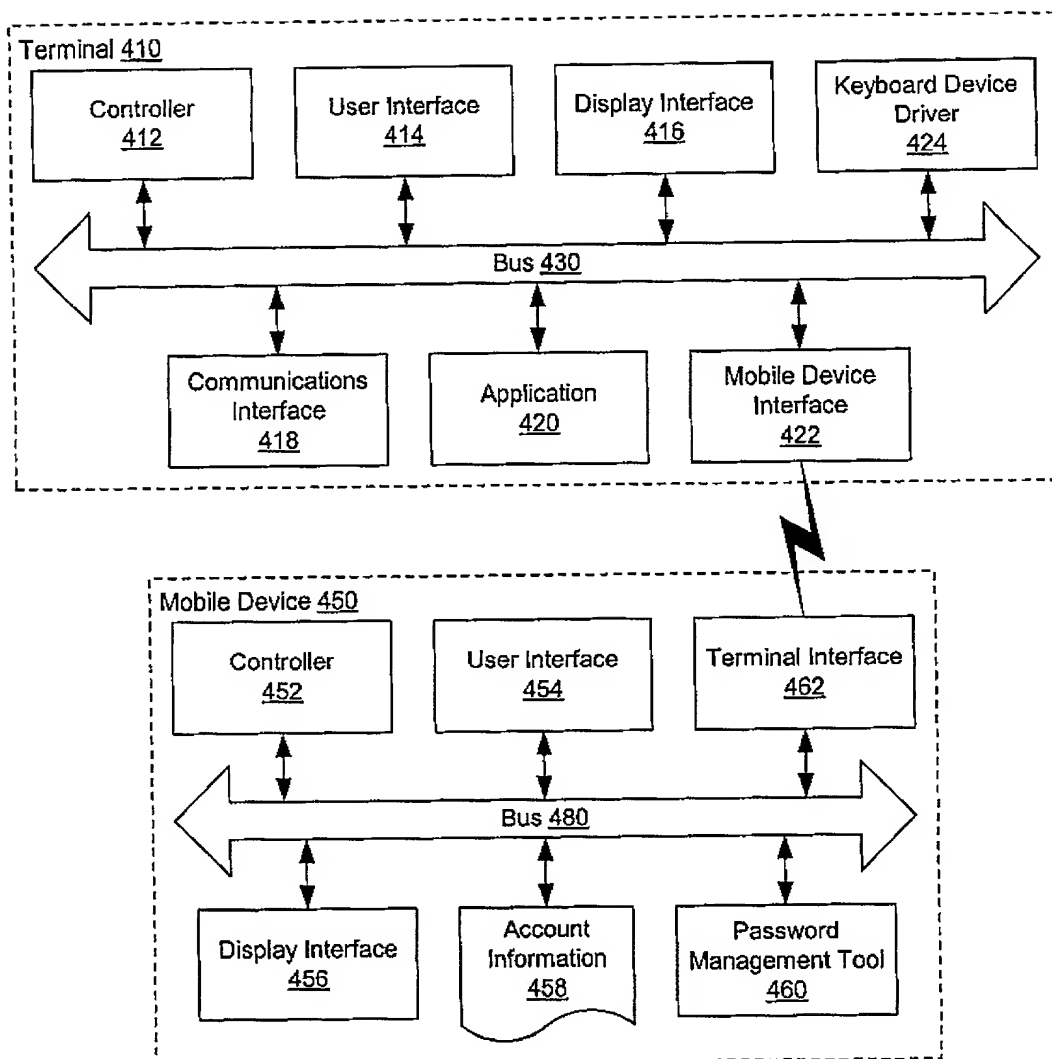 Terminal 410
Controller
412
User Interface
414
Display Interface
416
Keyboard Device
Driver
424
Bus 430
Communications
Interface
418
Application
420
Mobile Device
Interface
422
Mobile Device 450
Controller
452
User Interface
454
Terminal Interface
462
Bus 480
Display Interface
456
Account
Information
458
Password
Management Tool
460